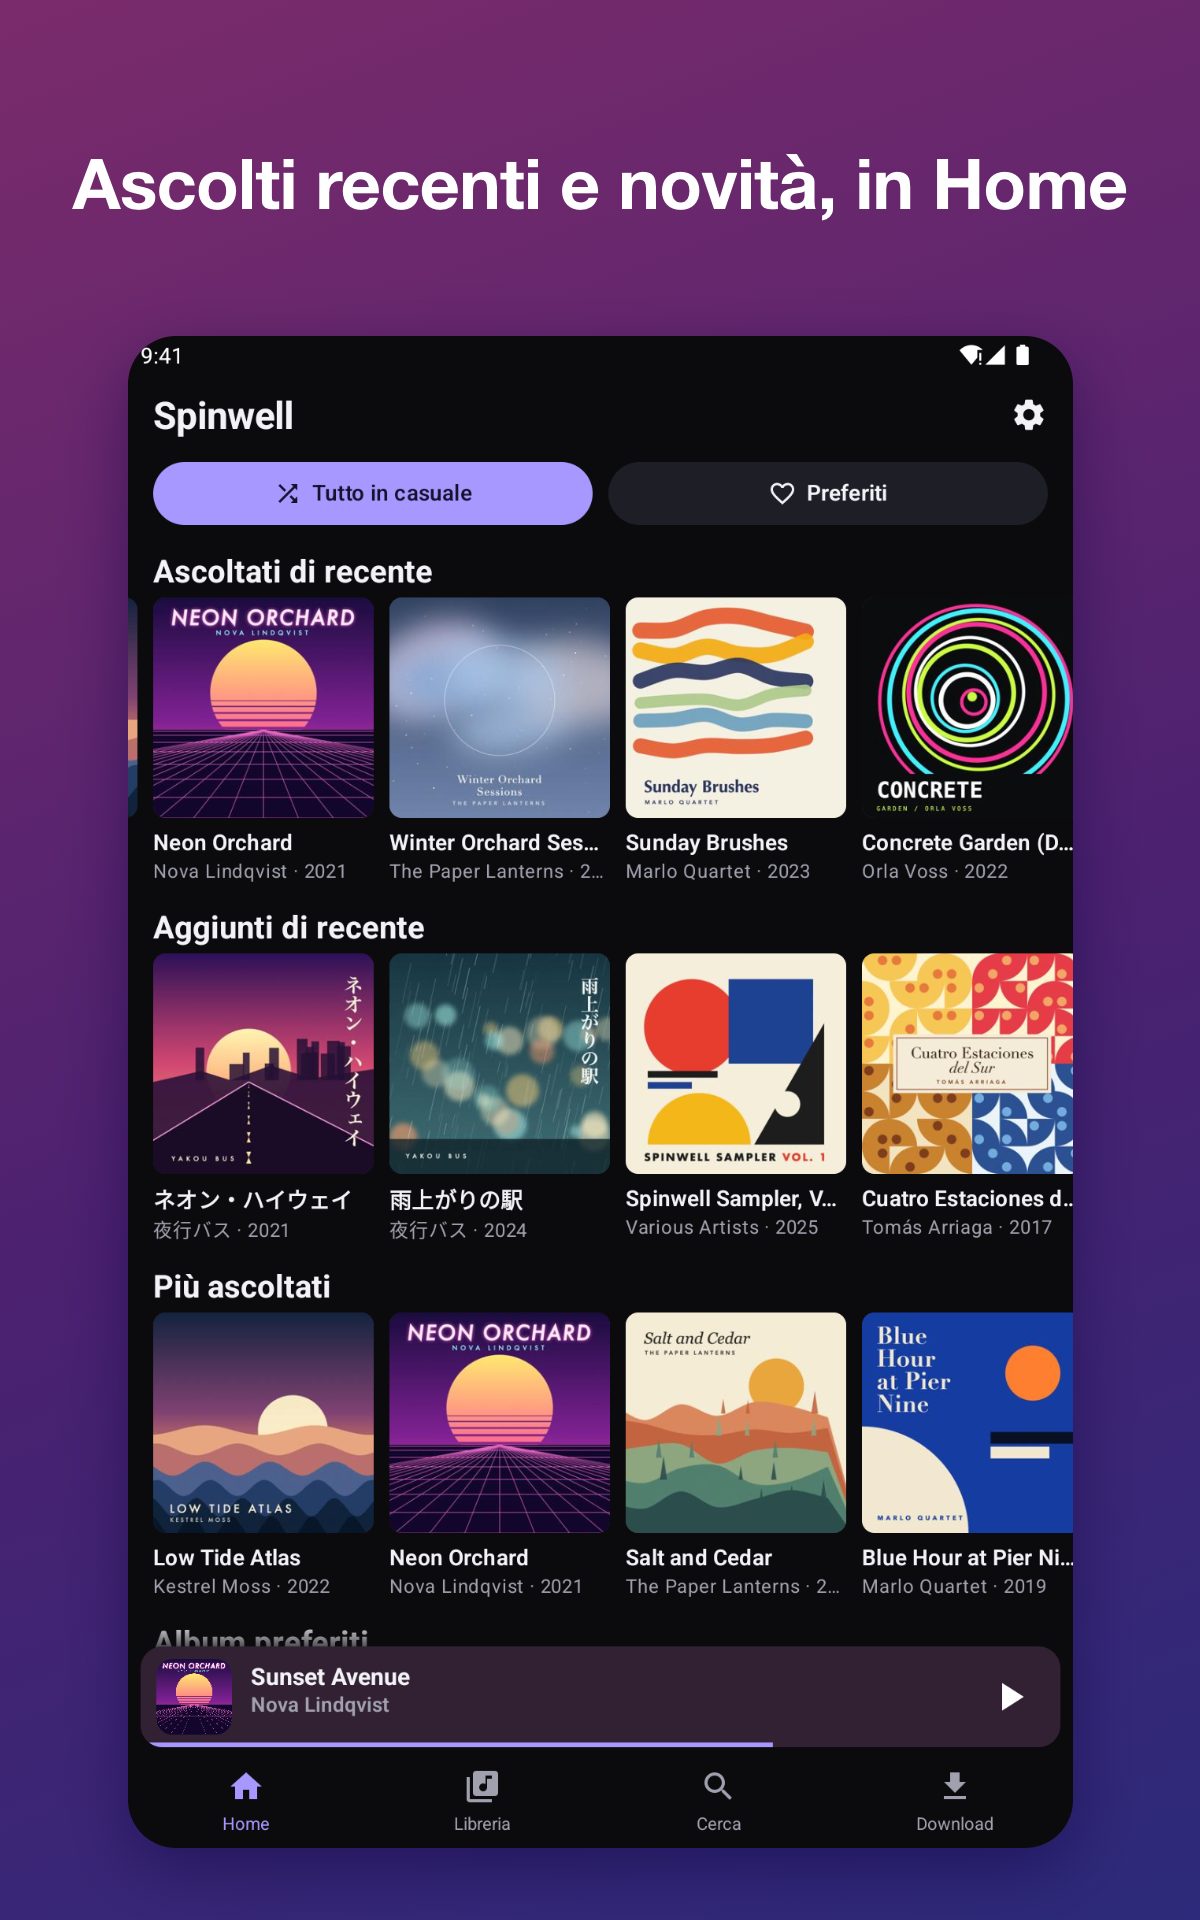 Ascolti recenti e novità, in Home
9:41
Spinwell
Tutto in casuale
Preferiti
Ascoltati di recente
NEON ORCHARD
NOVA LINDQVIST
Winter Orchard
Sessions
THE PAPER LANTERNS
Sunday Brushes
MARLO QUARTET
CONCRETE
GARDEN / ORLA VOSS
Neon Orchard
Nova Lindqvist · 2021
Winter Orchard Ses...
The Paper Lanterns · 2...
Sunday Brushes
Marlo Quartet · 2023
Concrete Garden (D...
Orla Voss · 2022
Aggiunti di recente
ネオン・ハイウェイ
YAKOU BUS
雨上がりの駅
YAKOU BUS
SPINWELL SAMPLER VOL. 1
Cuatro Estaciones
del Sur
TOMÁS ARRIAGA
ネオン・ハイウェイ
夜行バス · 2021
雨上がりの駅
夜行バス · 2024
Spinwell Sampler, V...
Various Artists · 2025
Cuatro Estaciones d...
Tomás Arriaga · 2017
Più ascoltati
LOW TIDE ATLAS
KESTREL MOSS
NEON ORCHARD
NOVA LINDQVIST
Salt and Cedar
THE PAPER LANTERNS
Blue
Hour
at Pier
Nine
MARLO QUARTET
Low Tide Atlas
Kestrel Moss · 2022
Neon Orchard
Nova Lindqvist · 2021
Salt and Cedar
The Paper Lanterns · 2...
Blue Hour at Pier Ni...
Marlo Quartet · 2019
Album preferiti
NEON ORCHARD
Sunset Avenue
Nova Lindqvist
Home
Libreria
Cerca
Download